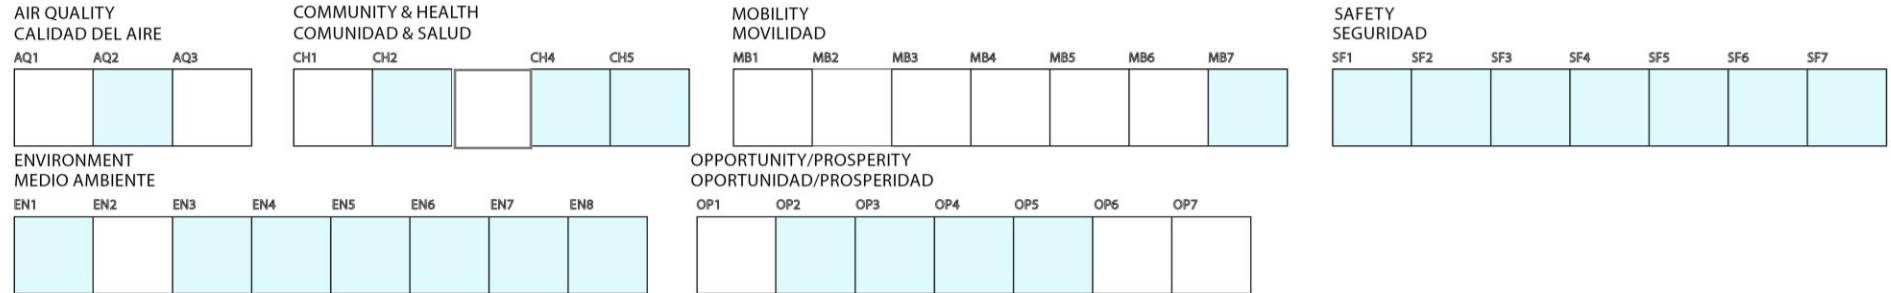 AIR QUALITY
CALIDAD DEL AIRE
AQ1 AQ2 AQ3
COMMUNITY & HEALTH
COMUNIDAD & SALUD
CH1 CH2 CH4 CH5
MOBILITY
MOVILIDAD
MB1 MB2 MB3 MB4 MB5 MB6 MB7
SAFETY
SEGURIDAD
SF1 SF2 SF3 SF4 SF5 SF6 SF7
ENVIRONMENT
MEDIO AMBIENTE
EN1 EN2 EN3 EN4 EN5 EN6 EN7 EN8
OPPORTUNITY/PROSPERITY
OPORTUNIDAD/PROSPERIDAD
OP1 OP2 OP3 OP4 OP5 OP6 OP7